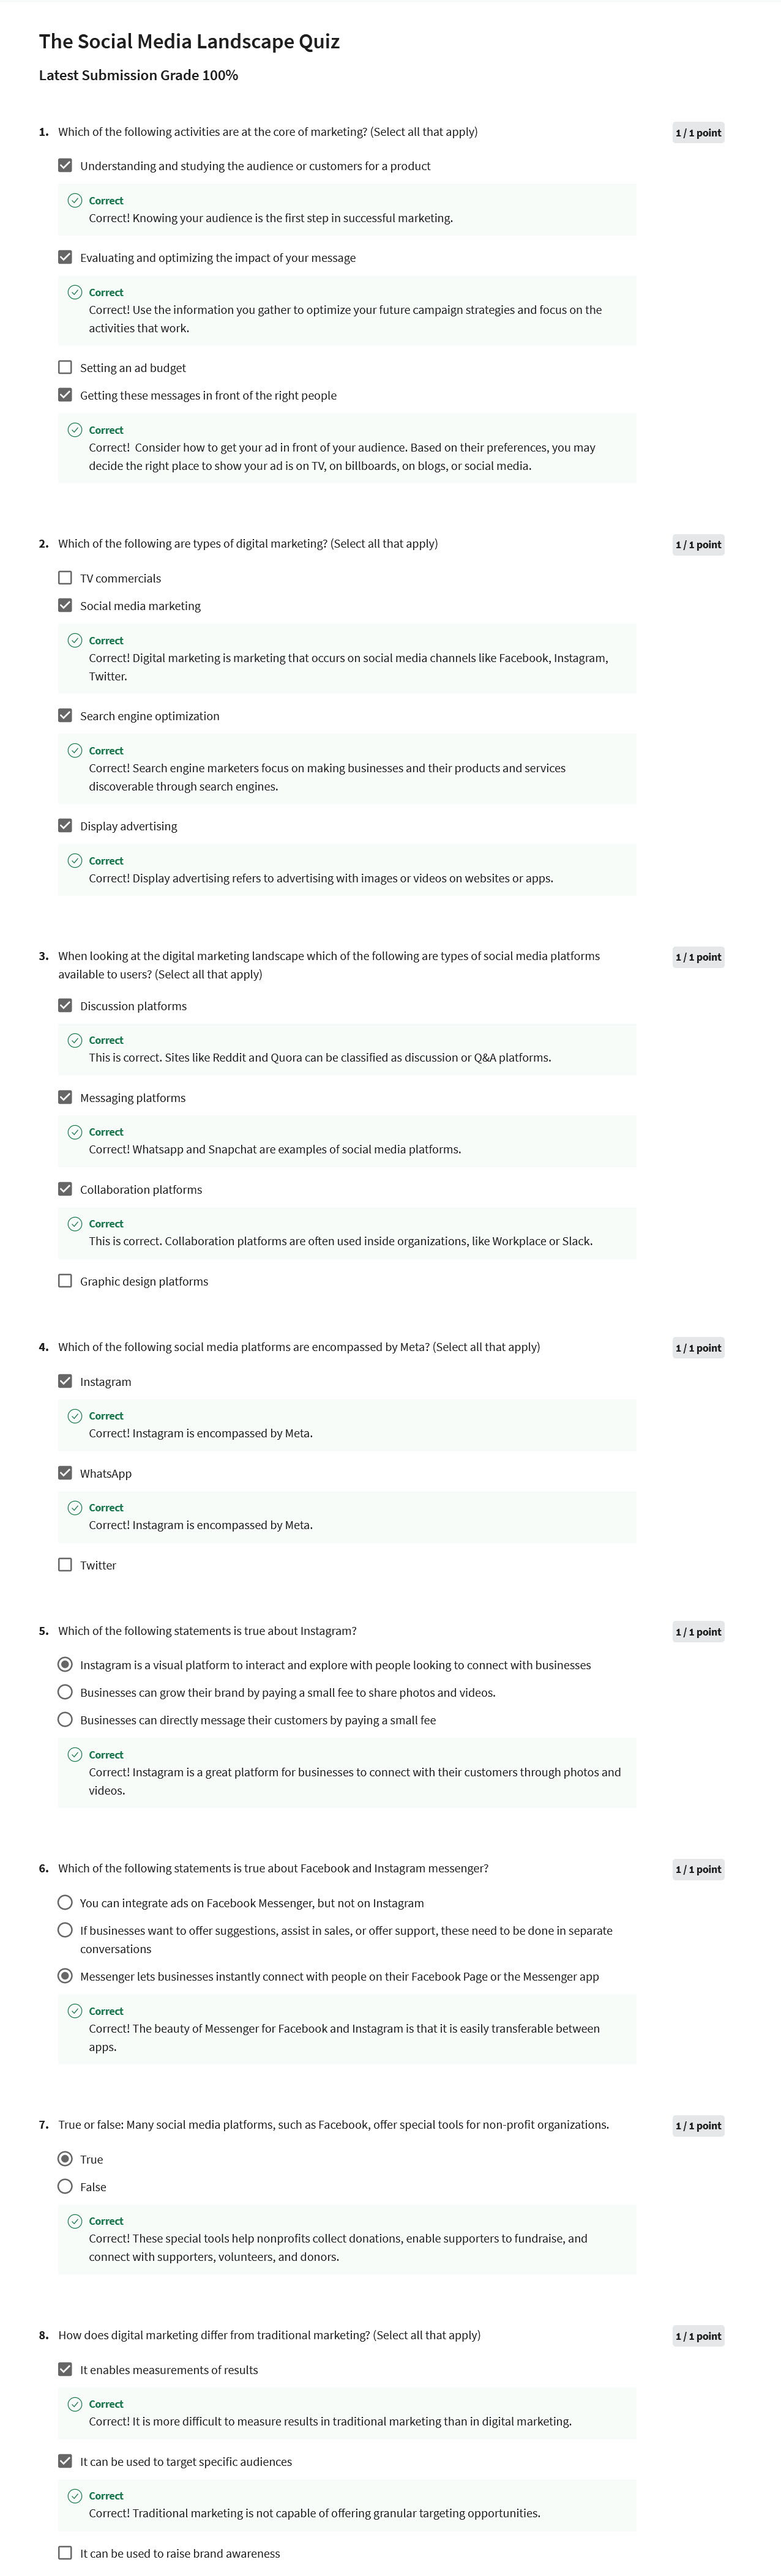 The Social Media Landscape Quiz
Latest Submission Grade 100%
1. Which of the following activities are at the core of marketing? (Select all that apply)
1 / 1 point
Understanding and studying the audience or customers for a product
Correct
Correct! Knowing your audience is the first step in successful marketing.
Evaluating and optimizing the impact of your message
Correct
Correct! Use the information you gather to optimize your future campaign strategies and focus on the
activities that work.
Setting an ad budget
Getting these messages in front of the right people
Correct
Correct!  Consider how to get your ad in front of your audience. Based on their preferences, you may
decide the right place to show your ad is on TV, on billboards, on blogs, or social media.
2. Which of the following are types of digital marketing? (Select all that apply)
1 / 1 point
TV commercials
Social media marketing
Correct
Correct! Digital marketing is marketing that occurs on social media channels like Facebook, Instagram,
Twitter.
Search engine optimization
Correct
Correct! Search engine marketers focus on making businesses and their products and services
discoverable through search engines.
Display advertising
Correct
Correct! Display advertising refers to advertising with images or videos on websites or apps.
3. When looking at the digital marketing landscape which of the following are types of social media platforms
available to users? (Select all that apply)
1 / 1 point
Discussion platforms
Correct
This is correct. Sites like Reddit and Quora can be classified as discussion or Q&A platforms.
Messaging platforms
Correct
Correct! Whatsapp and Snapchat are examples of social media platforms.
Collaboration platforms
Correct
This is correct. Collaboration platforms are often used inside organizations, like Workplace or Slack.
Graphic design platforms
4. Which of the following social media platforms are encompassed by Meta? (Select all that apply)
1 / 1 point
Instagram
Correct
Correct! Instagram is encompassed by Meta.
WhatsApp
Correct
Correct! Instagram is encompassed by Meta.
Twitter
5. Which of the following statements is true about Instagram?
1 / 1 point
Instagram is a visual platform to interact and explore with people looking to connect with businesses
Businesses can grow their brand by paying a small fee to share photos and videos.
Businesses can directly message their customers by paying a small fee
Correct
Correct! Instagram is a great platform for businesses to connect with their customers through photos and
videos.
6. Which of the following statements is true about Facebook and Instagram messenger?
1 / 1 point
You can integrate ads on Facebook Messenger, but not on Instagram
If businesses want to offer suggestions, assist in sales, or offer support, these need to be done in separate
conversations
Messenger lets businesses instantly connect with people on their Facebook Page or the Messenger app
Correct
Correct! The beauty of Messenger for Facebook and Instagram is that it is easily transferable between
apps.
7. True or false: Many social media platforms, such as Facebook, offer special tools for non-profit organizations.
1 / 1 point
True
False
Correct
Correct! These special tools help nonprofits collect donations, enable supporters to fundraise, and
connect with supporters, volunteers, and donors.
8. How does digital marketing differ from traditional marketing? (Select all that apply)
1 / 1 point
It enables measurements of results
Correct
Correct! It is more difficult to measure results in traditional marketing than in digital marketing.
It can be used to target specific audiences
Correct
Correct! Traditional marketing is not capable of offering granular targeting opportunities.
It can be used to raise brand awareness